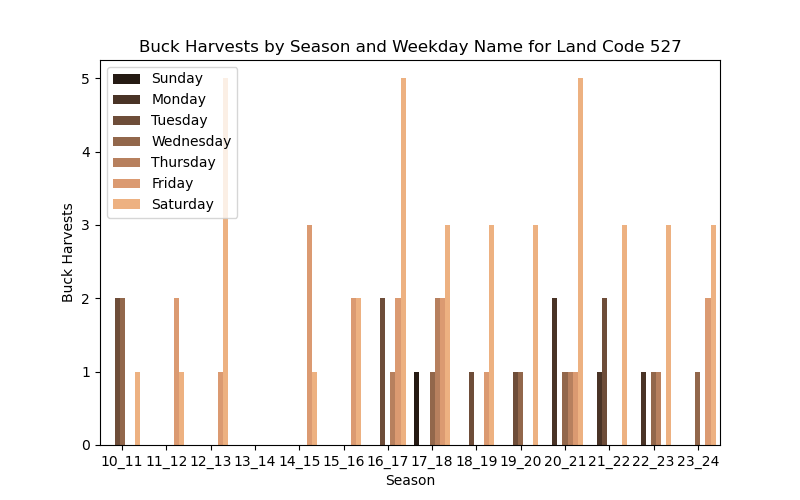 Buck Harvests by Season and Weekday Name for Land Code 527
Sunday
Monday
Tuesday
Wednesday
Thursday
Friday
Saturday
5
4
3
2
1
0
Buck Harvests
10_11 11_12 12_13 13_14 14_15 15_16 16_17 17_18 18_19 19_20 20_21 21_22 22_23 23_24
Season